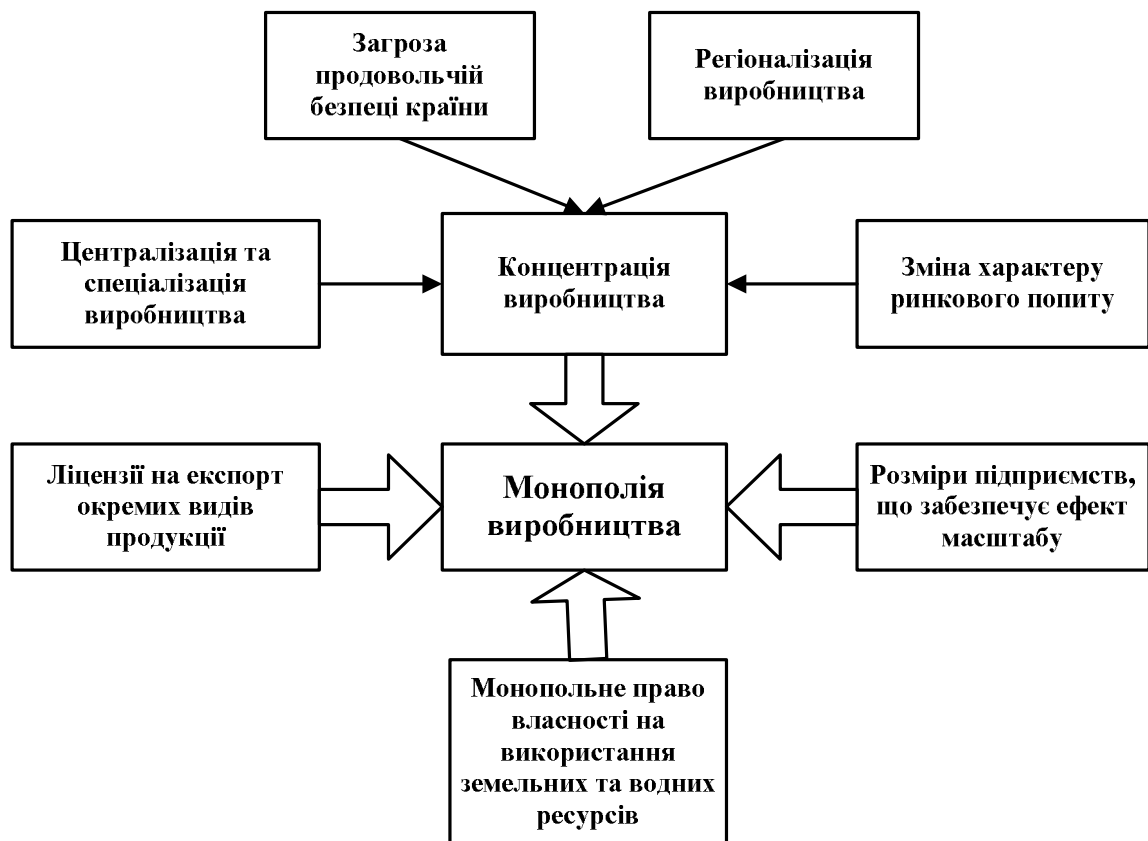 Загроза
продовольчій
безпеці країни
Регіоналізація
виробництва
Централізація та
спеціалізація
виробництва
Концентрація
виробництва
Зміна характеру
ринкового попиту
Ліцензії на експорт
окремих видів
продукції
Монополія
виробництва
Розміри підприємств,
що забезпечує ефект
масштабу
Монопольне право
власності на
використання
земельних та водних
ресурсів